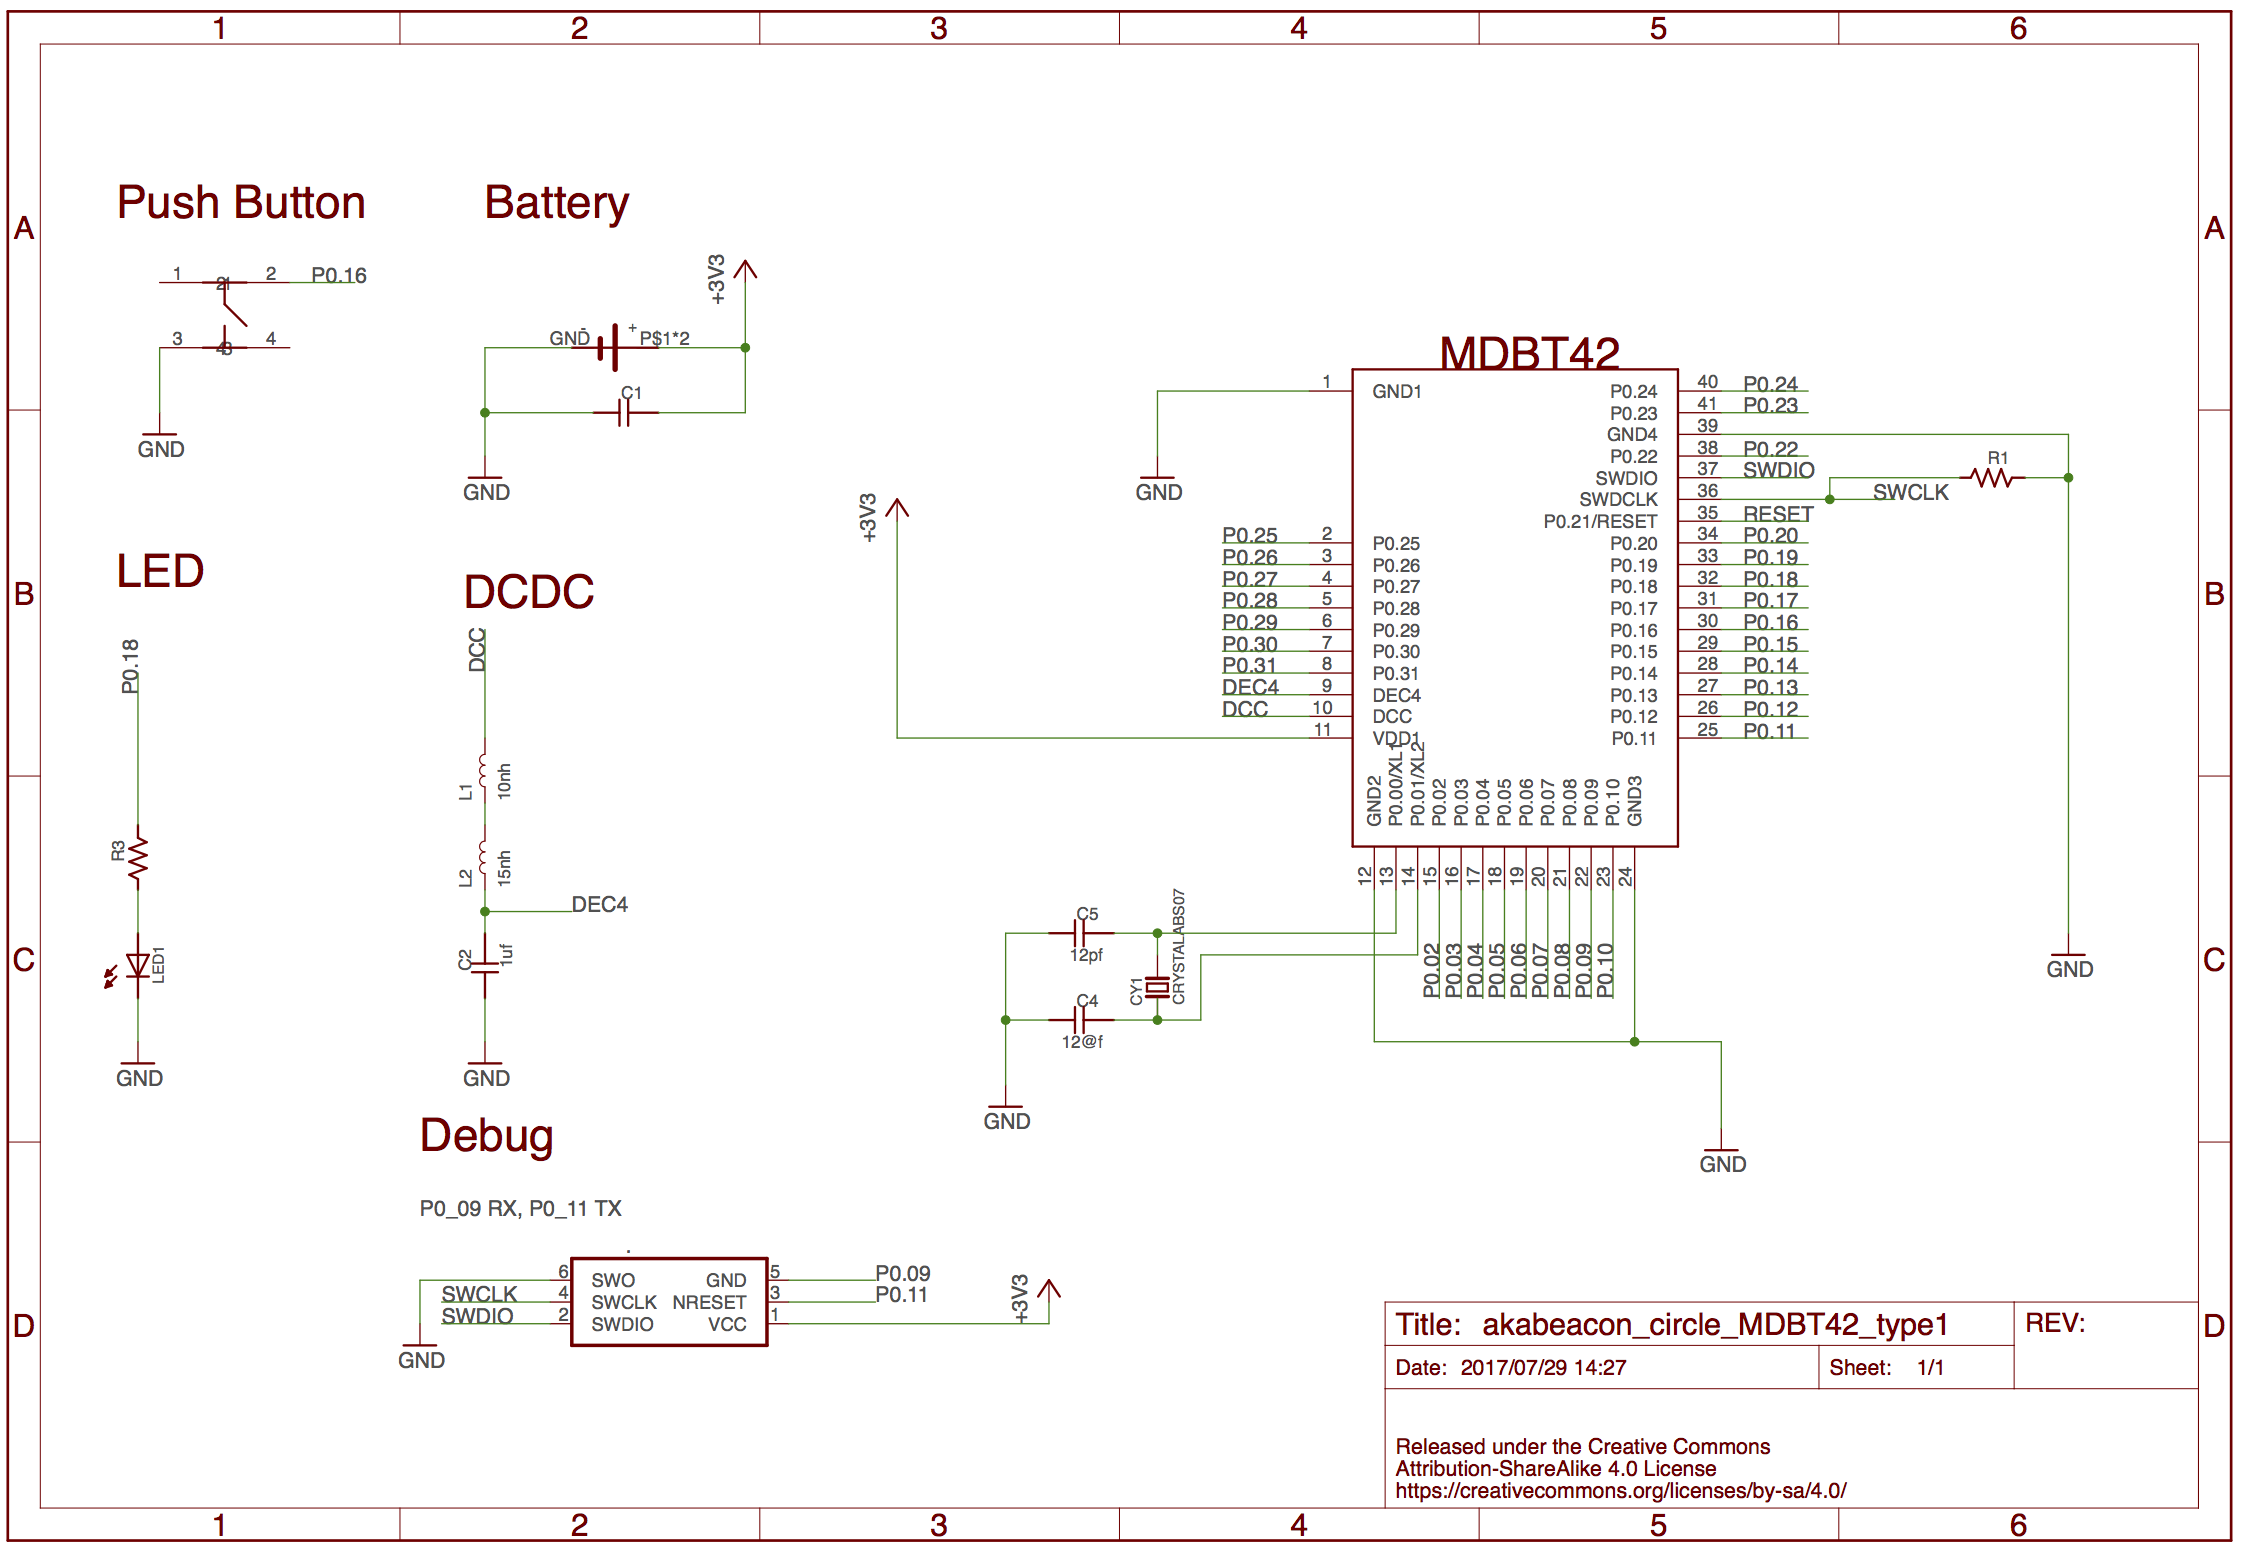 1 2 3 4 5 6
A A
Push Button
1 2 P0.16
3 4
GND
Battery
+3V3
GND - + P$1*2
C1
GND
LED
P0.18
R3
LED1
GND
DCDC
DCC
L1 10nh
L2 15nh
DEC4
C2 1uf
GND
B B
MDBT42
1 GND1
GND
+3V3
P0.25 2 P0.25
P0.26 3 P0.26
P0.27 4 P0.27
P0.28 5 P0.28
P0.29 6 P0.29
P0.30 7 P0.30
P0.31 8 P0.31
DEC4 9 DEC4
DCC 10 DCC
11 VDD1
P0.24 40 P0.24
P0.23 41 P0.23
GND4 39
P0.22 38 P0.22
SWDIO 37 SWDIO
SWDCLK 36 SWCLK
R1
P0.21/RESET 35 RESET
P0.20 34 P0.20
P0.19 33 P0.19
P0.18 32 P0.18
P0.17 31 P0.17
P0.16 30 P0.16
P0.15 29 P0.15
P0.14 28 P0.14
P0.13 27 P0.13
P0.12 26 P0.12
P0.11 25 P0.11
GND
GND2 P0.00/XL1 P0.01/XL2 P0.02 P0.03 P0.04 P0.05 P0.06 P0.07 P0.08 P0.09 P0.10 GND3
12 13 14 15 16 17 18 19 20 21 22 23 24
P0.02 P0.03 P0.04 P0.05 P0.06 P0.07 P0.08 P0.09 P0.10
GND
C C
C5
12pf
CY1 CRYSTALABS07
C4
12@f
GND
Debug
P0_09 RX, P0_11 TX
6 SWO GND 5 P0.09
SWCLK 4 SWCLK NRESET 3 P0.11
SWDIO 2 SWDIO VCC 1
+3V3
GND
D D
Title: akabeacon_circle_MDBT42_type1
REV:
Date: 2017/07/29 14:27
Sheet: 1/1
Released under the Creative Commons
Attribution-ShareAlike 4.0 License
https://creativecommons.org/licenses/by-sa/4.0/
1 2 3 4 5 6